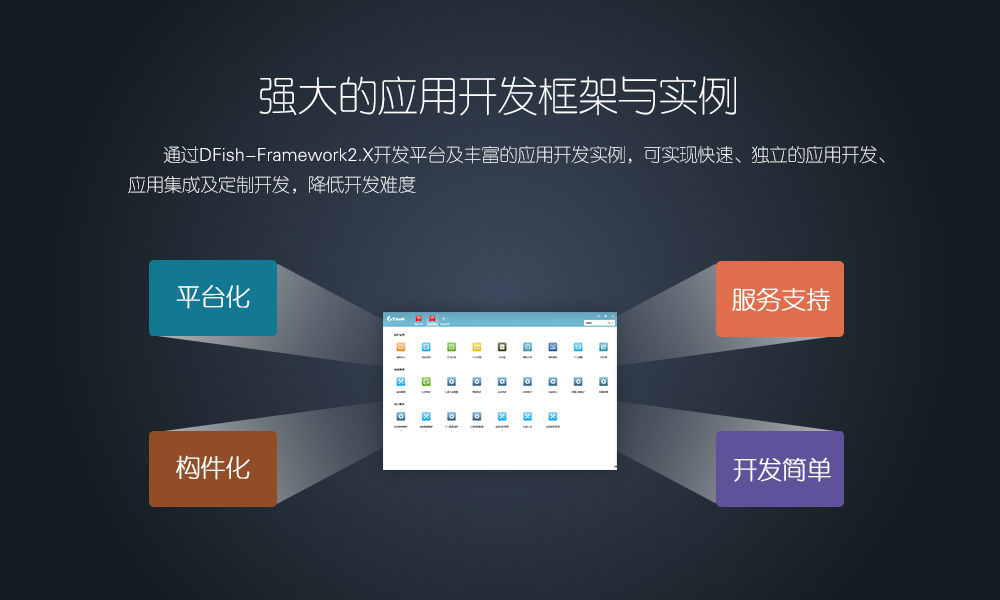 强大的应用开发框架与实例
通过DFish-Framework2.X开发平台及丰富的应用开发实例，可实现快速、独立的应用开发、
应用集成及定制开发，降低开发难度
平台化
服务支持
构件化
开发简单